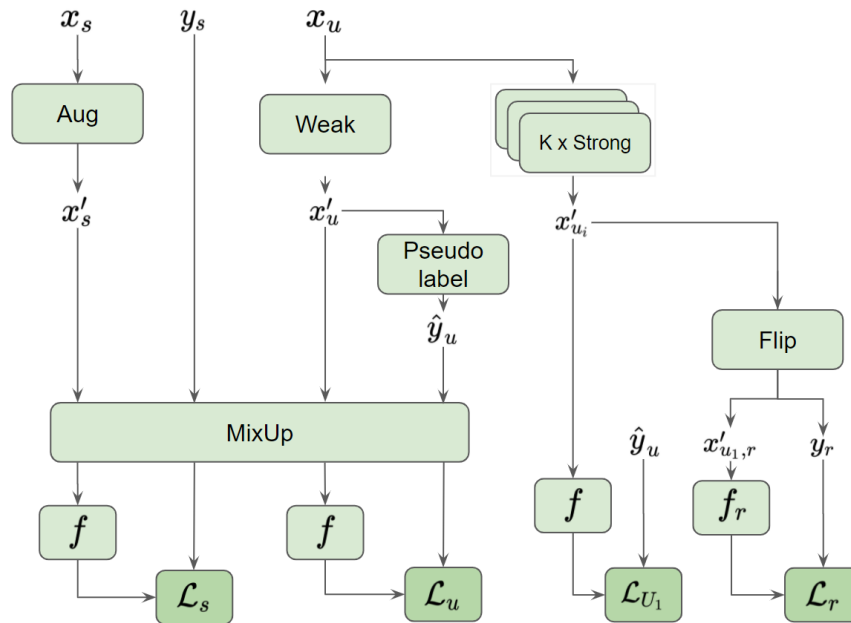 x_s y_s x_u
Aug
Weak
K x Strong
x'_s x'_u x'_{u_i}
Pseudo
label
ŷ_u
Flip
MixUp
ŷ_u x'_{u_1,r} y_r
f f f f_r
ℒ_s ℒ_u ℒ_{U_1} ℒ_r